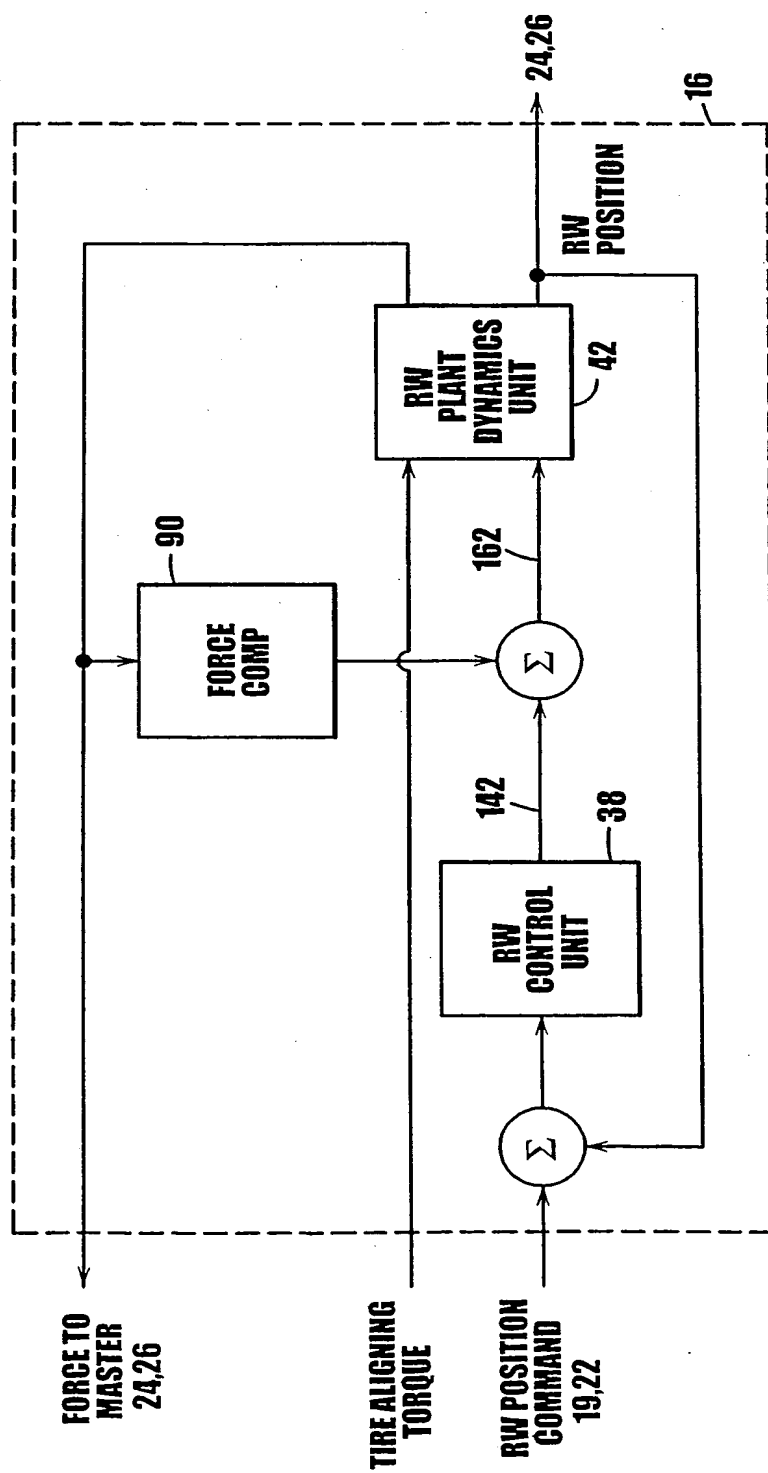 FORCE TO
MASTER
24,26
TIRE ALIGNING
TORQUE
RW POSITION
COMMAND
19,22
Σ
RW
CONTROL
UNIT
38
142
Σ
162
FORCE
COMP
90
RW
PLANT
DYNAMICS
UNIT
42
RW
POSITION
24,26
16